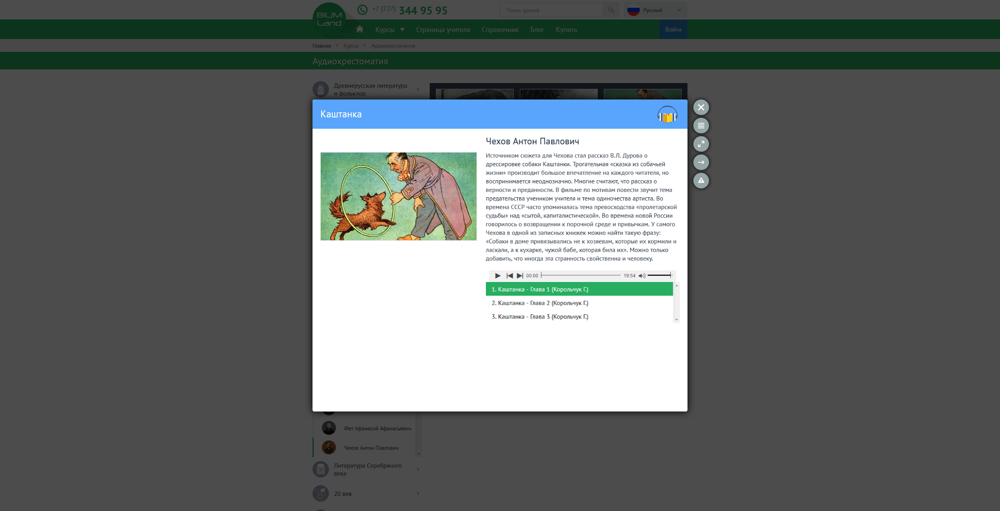 BILIM
Land
+7 (727) 344 95 95
Поиск уроков
Русский
Курсы
Страница учителя
Справочник
Блог
Купить
Войти
Главная
Курсы
Аудиохрестоматия
Аудиохрестоматия
Древнерусская литература
и фольклор
Каштанка
Чехов Антон Павлович
Источником сюжета для Чехова стал рассказ В.Л. Дурова о
дрессировке собаки Каштанки. Трогательная «сказка из собачьей
жизни» производит большое впечатление на каждого читателя, но
воспринимается неоднозначно. Многие считают, что рассказ о
верности и преданности. В фильме по мотивам повести звучит тема
предательства учеником учителя и тема одиночества артиста. Во
времена СССР часто упоминалась тема превосходства «пролетарской
судьбы» над «сытой, капиталистической». Во времена новой России
говорилось о возвращении к порочной среде и привычкам. У самого
Чехова в одной из записных книжек можно найти такую фразу:
«Собаки в доме привязывались не к хозяевам, которые их кормили и
ласкали, а к кухарке, чужой бабе, которая била их». Можно только
добавить, что иногда эта странность свойственна и человеку.
00:00
19:54
1. Каштанка - Глава 1 (Корольчук Г.)
2. Каштанка - Глава 2 (Корольчук Г.)
3. Каштанка - Глава 3 (Корольчук Г.)
Фет Афанасий Афанасьевич
Чехов Антон Павлович
Литература Серебряного
века
20 век